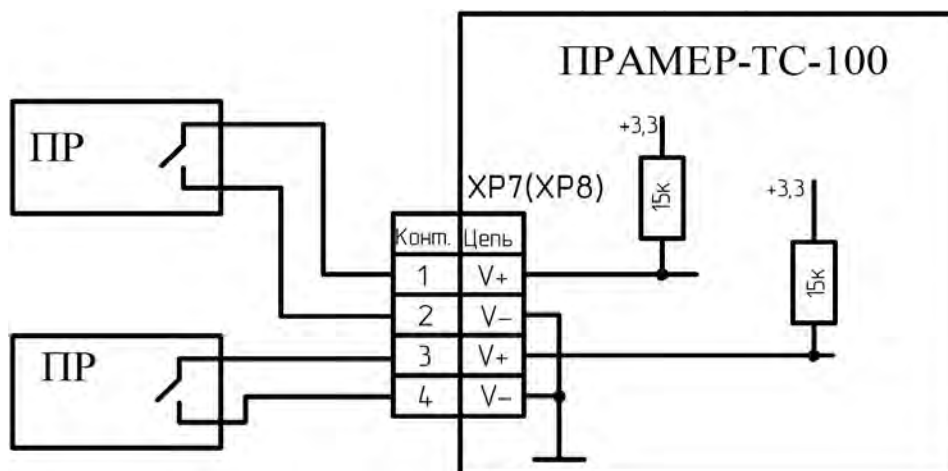 ПРАМЕР-ТС-100
ПР
+3,3
15к
+3,3
15к
XP7(XP8)
Конт. Цепь
1 V+
2 V-
3 V+
4 V-
ПР